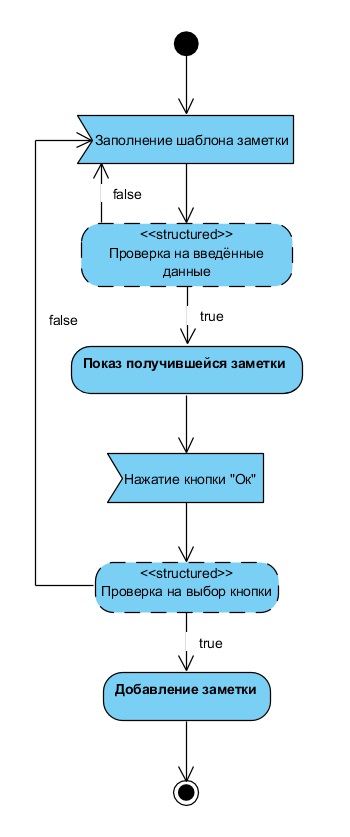 Заполнение шаблона заметки
false
<<structured>>
Проверка на введённые
данные
true
false
Показ получившейся заметки
Нажатие кнопки "Ок"
<<structured>>
Проверка на выбор кнопки
true
Добавление заметки